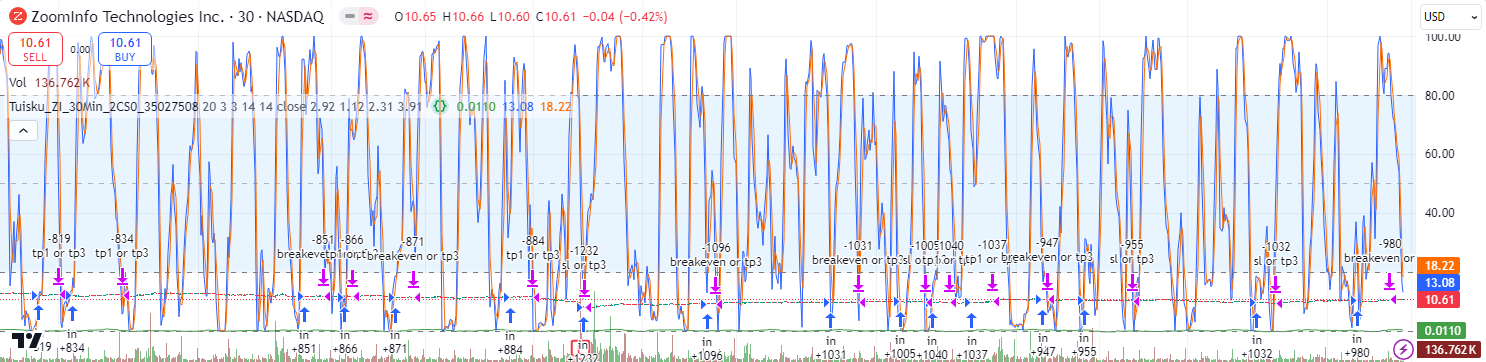 ZoomInfo Technologies Inc. · 30 · NASDAQ
O10.65 H10.66 L10.60 C10.61 −0.04 (−0.42%)
USD
10.61
SELL
0.00
10.61
BUY
Vol 136.762 K
Tuisku_ZI_30Min_2CS0_35027508 20 3 3 14 14 close 2.92 1.12 2.31 3.91 0.0110 13.08 18.22
100.00
80.00
60.00
40.00
18.22
13.08
10.61
0.0110
136.762 K
-819
tp1 or tp3
-834
tp1 or tp3
-851
-866
-871
breakeven or tp3
-884
tp1 or tp3
-1232
sl or tp3
-1096
breakeven or tp3
-1031
breakeven or tp3
-1005
-1040
-1037
-947
breakeven or tp3
-955
sl or tp3
-1032
sl or tp3
-980
breakeven or
in
+834
in
+851
in
+866
in
+871
in
+884
in
+1232
in
+1096
in
+1031
in
+1005
in
+1040
in
+1037
in
+947
in
+955
in
+1032
in
+980